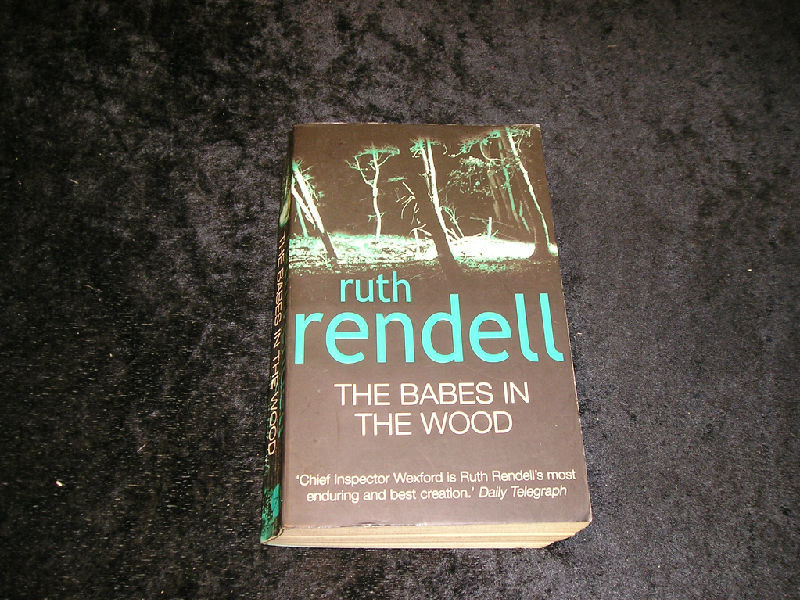 ruth
rendell
THE BABES IN
THE WOOD
'Chief Inspector Wexford is Ruth Rendell's most
enduring and best creation.' Daily Telegraph
THE BABES IN THE WOOD